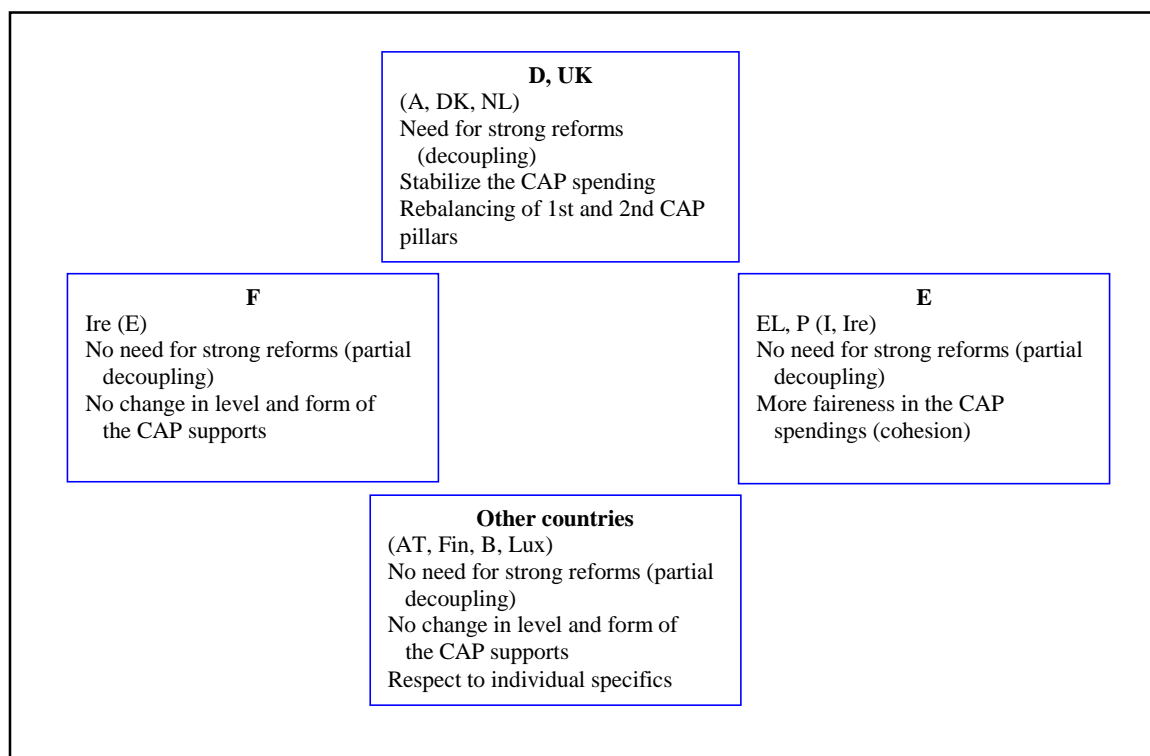 D, UK
(A, DK, NL)
Need for strong reforms
(decoupling)
Stabilize the CAP spending
Rebalancing of 1st and 2nd CAP
pillars
F
Ire (E)
No need for strong reforms (partial
decoupling)
No change in level and form of
the CAP supports
E
EL, P (I, Ire)
No need for strong reforms (partial
decoupling)
More faireness in the CAP
spendings (cohesion)
Other countries
(AT, Fin, B, Lux)
No need for strong reforms (partial
decoupling)
No change in level and form of
the CAP supports
Respect to individual specifics